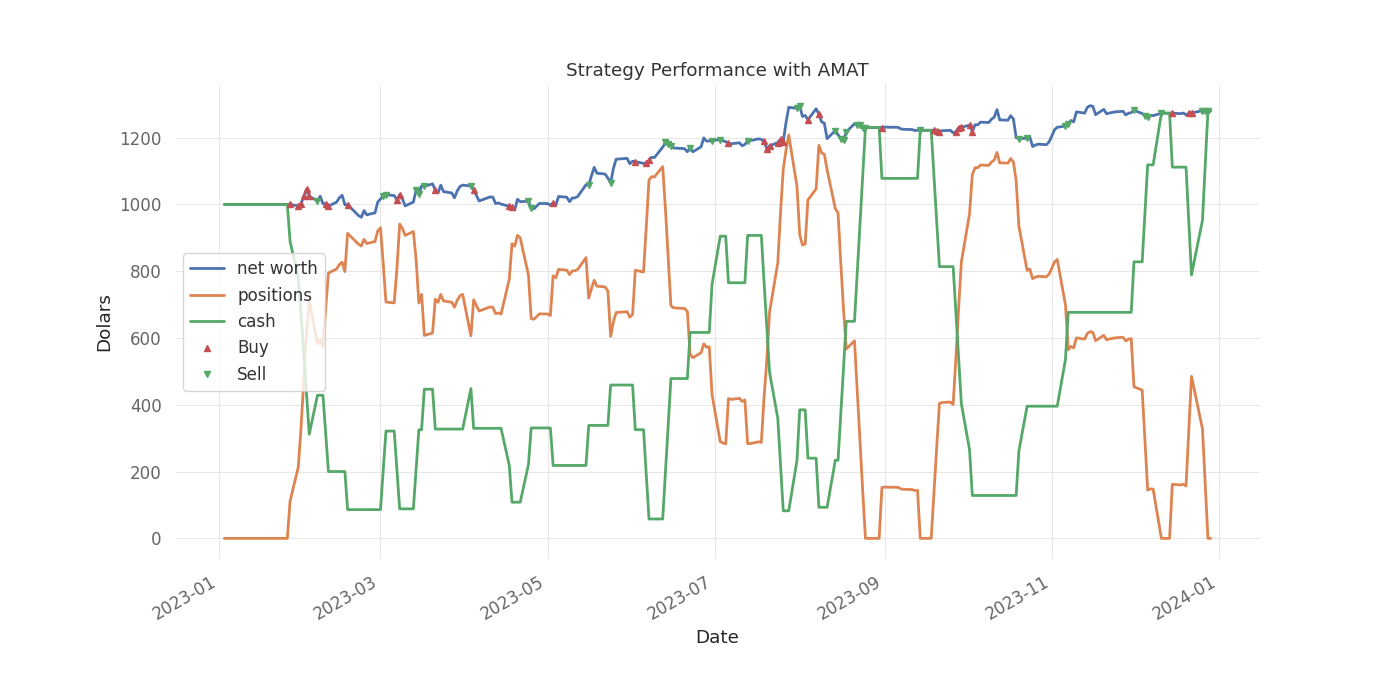 Strategy Performance with AMAT
Dolars
1200
1000
800
600
400
200
0
net worth
positions
cash
Buy
Sell
2023-01
2023-03
2023-05
2023-07
2023-09
2023-11
2024-01
Date